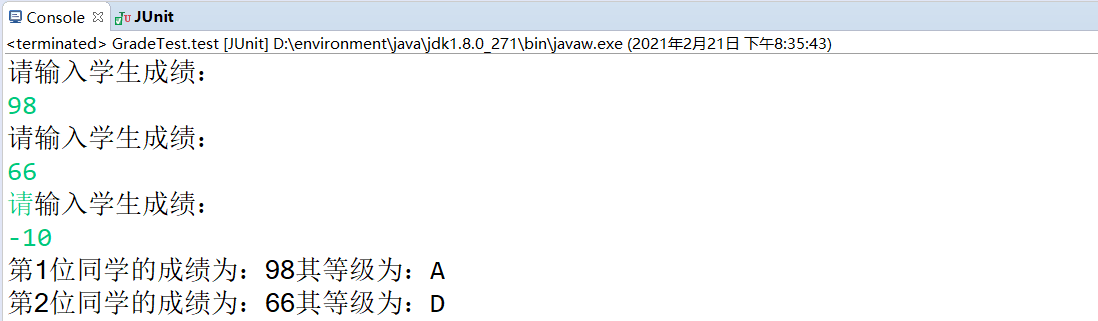 Console JUnit
<terminated> GradeTest.test [JUnit] D:\environment\java\jdk1.8.0_271\bin\javaw.exe (2021年2月21日 下午8:35:43)
请输入学生成绩：
98
请输入学生成绩：
66
请输入学生成绩：
-10
第1位同学的成绩为：98其等级为：A
第2位同学的成绩为：66其等级为：D